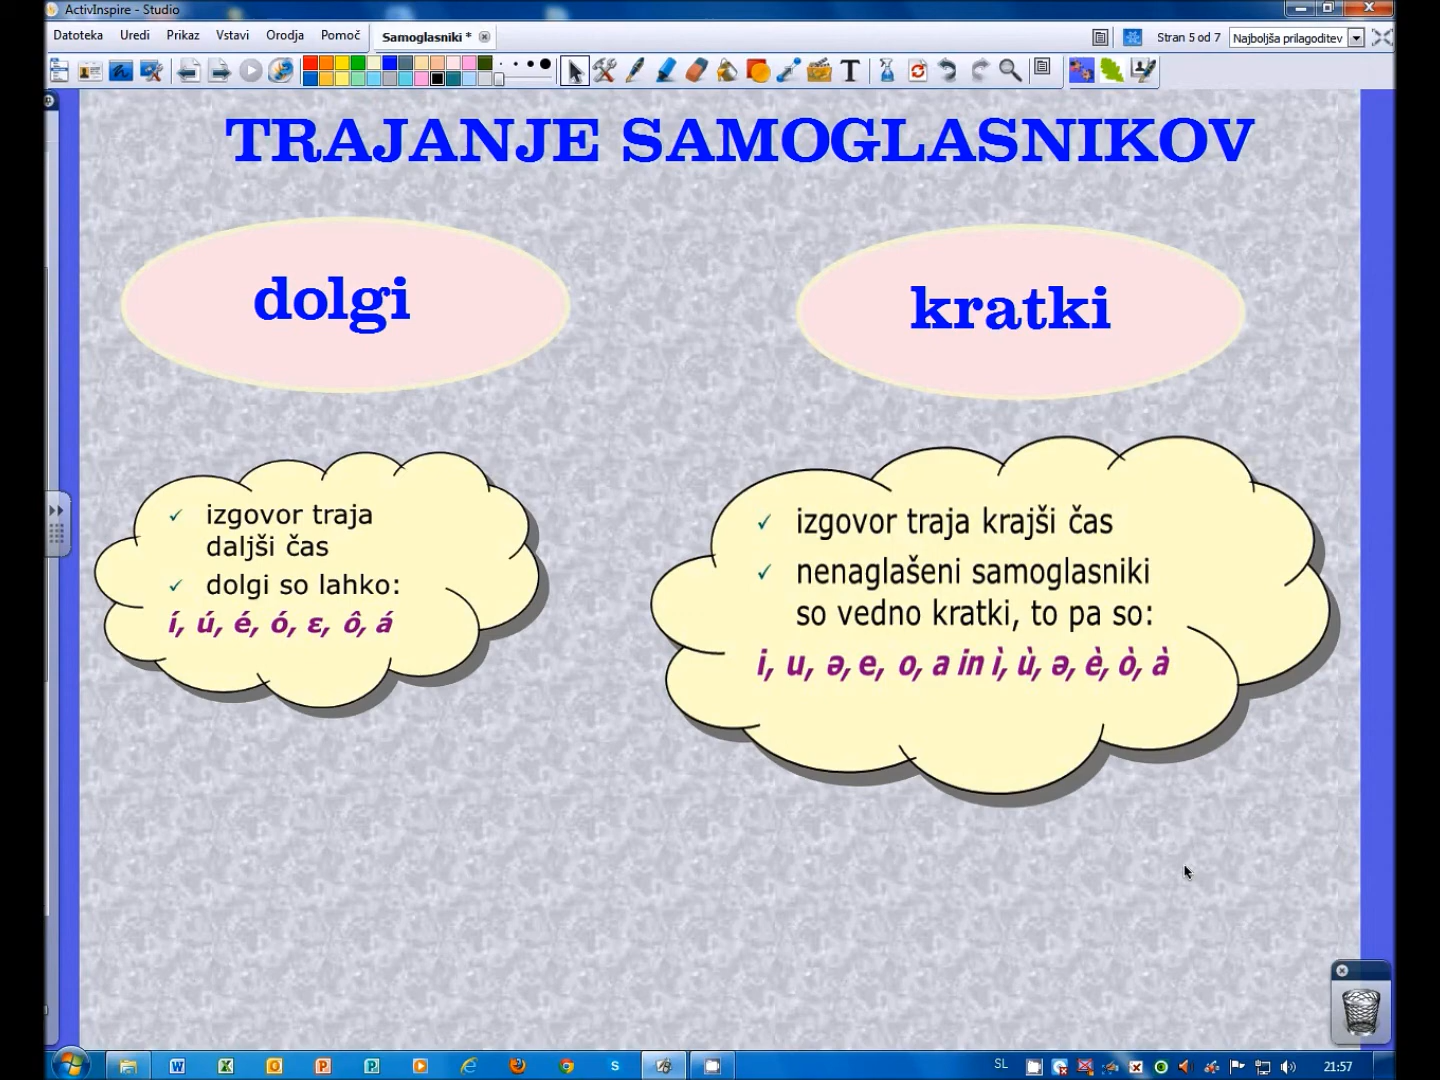 ActivInspire - Studio
Datoteka Uredi Prikaz Vstavi Orodja Pomoč Samoglasniki * Stran 5 od 7 Najboljša prilagoditev
T
TRAJANJE SAMOGLASNIKOV
dolgi
kratki
izgovor traja
daljši čas
dolgi so lahko:
í, ú, é, ó, ε, ô, á
izgovor traja krajši čas
nenaglašeni samoglasniki
so vedno kratki, to pa so:
i, u, ə, e, o, a in ì, ù, ə, è, ò, à
SL 21:57